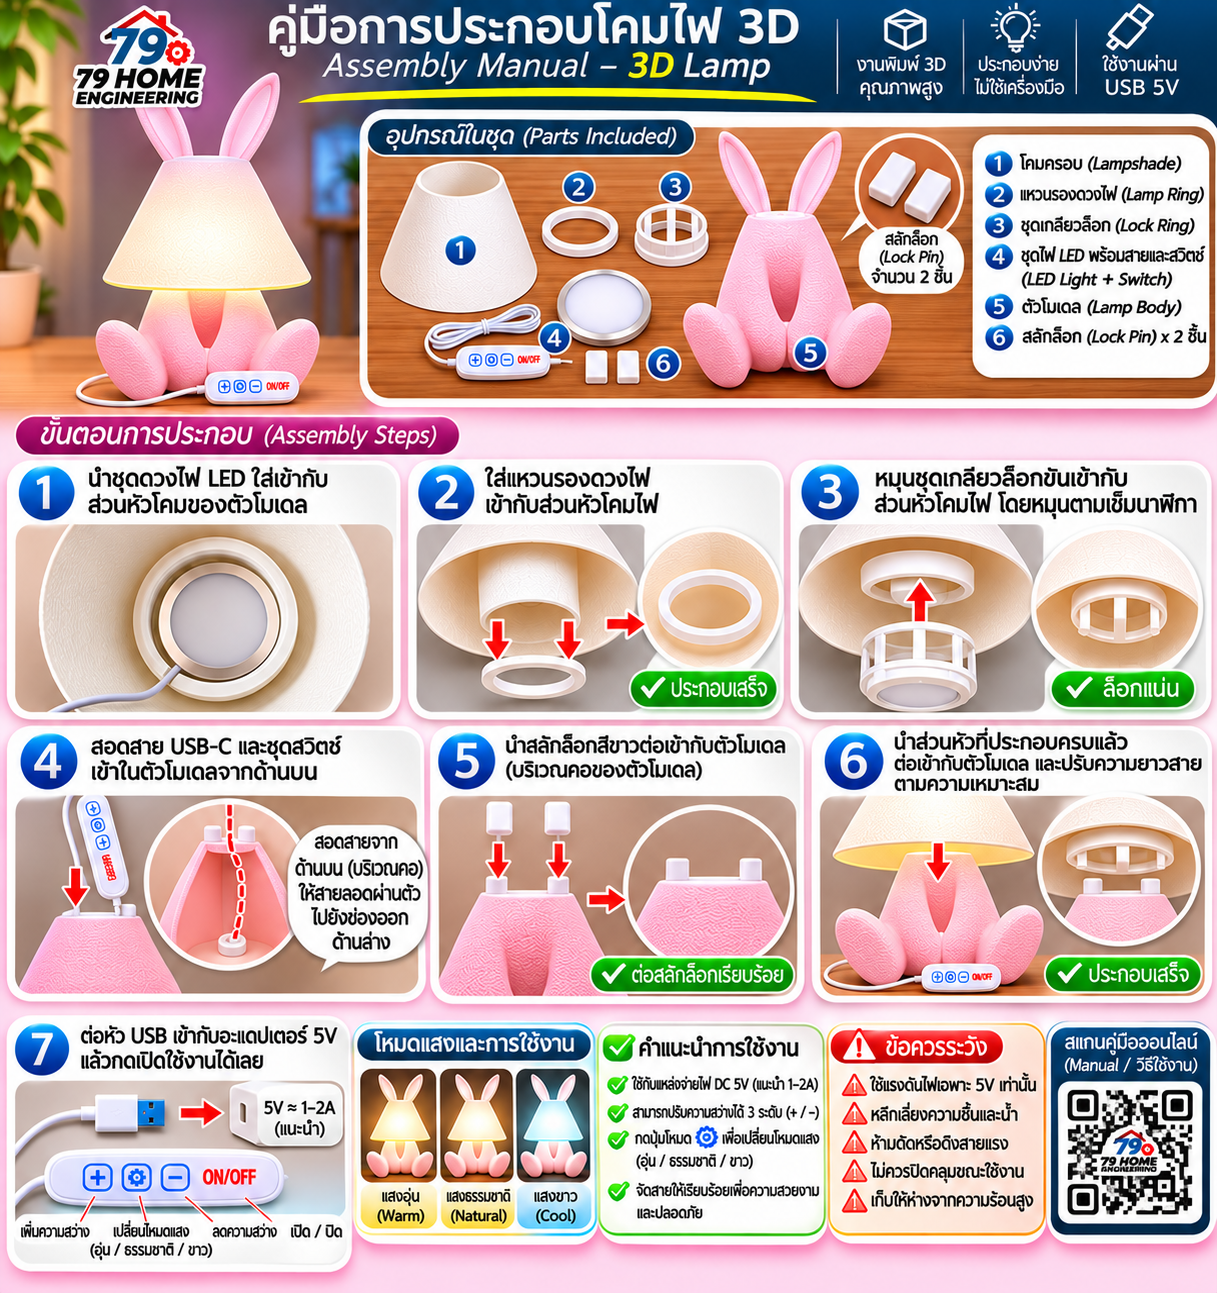 79
79 HOME
ENGINEERING
คู่มือการประกอบโคมไฟ 3D
Assembly Manual – 3D Lamp
งานพิมพ์ 3D
คุณภาพสูง
ประกอบง่าย
ไม่ใช้เครื่องมือ
ใช้งานผ่าน
USB 5V
อุปกรณ์ในชุด (Parts Included)
1
2
3
4
5
6
ON/OFF
สลักล็อก
(Lock Pin)
จำนวน 2 ชิ้น
1 โคมครอบ (Lampshade)
2 แหวนรองดวงไฟ (Lamp Ring)
3 ชุดเกลียวล็อก (Lock Ring)
4 ชุดไฟ LED พร้อมสายและสวิตช์
(LED Light + Switch)
5 ตัวโมเดล (Lamp Body)
6 สลักล็อก (Lock Pin) x 2 ชิ้น
ON/OFF
ขั้นตอนการประกอบ (Assembly Steps)
1 นำชุดดวงไฟ LED ใส่เข้ากับ
ส่วนหัวโคมของตัวโมเดล
2 ใส่แหวนรองดวงไฟ
เข้ากับส่วนหัวโคมไฟ
ประกอบเสร็จ
3 หมุนชุดเกลียวล็อกขันเข้ากับ
ส่วนหัวโคมไฟ โดยหมุนตามเข็มนาฬิกา
ล็อกแน่น
4 สอดสาย USB-C และชุดสวิตช์
เข้าในตัวโมเดลจากด้านบน
สอดสายจาก
ด้านบน (บริเวณคอ)
ให้สายลอดผ่านตัว
ไปยังช่องออก
ด้านล่าง
5 นำสลักล็อกสีขาวต่อเข้ากับตัวโมเดล
(บริเวณคอของตัวโมเดล)
ต่อสลักล็อกเรียบร้อย
6 นำส่วนหัวที่ประกอบครบแล้ว
ต่อเข้ากับตัวโมเดล และปรับความยาวสาย
ตามความเหมาะสม
ON/OFF
ประกอบเสร็จ
7 ต่อหัว USB เข้ากับอะแดปเตอร์ 5V
แล้วกดเปิดใช้งานได้เลย
5V ≈ 1-2A
(แนะนำ)
+ − ON/OFF
เพิ่มความสว่าง
เปลี่ยนโหมดแสง
(อุ่น / ธรรมชาติ / ขาว)
ลดความสว่าง
เปิด / ปิด
โหมดแสงและการใช้งาน
แสงอุ่น
(Warm)
แสงธรรมชาติ
(Natural)
แสงขาว
(Cool)
คำแนะนำการใช้งาน
ใช้กับแหล่งจ่ายไฟ DC 5V (แนะนำ 1-2A)
สามารถปรับความสว่างได้ 3 ระดับ (+ / -)
กดปุ่มโหมด เพื่อเปลี่ยนโหมดแสง
(อุ่น / ธรรมชาติ / ขาว)
จัดสายให้เรียบร้อยเพื่อความสวยงาม
และปลอดภัย
ข้อควรระวัง
ใช้แรงดันไฟเฉพาะ 5V เท่านั้น
หลีกเลี่ยงความชื้นและน้ำ
ห้ามดัดหรือดึงสายแรง
ไม่ควรปิดคลุมขณะใช้งาน
เก็บให้ห่างจากความร้อนสูง
สแกนคู่มือออนไลน์
(Manual / วิธีใช้งาน)
79
79 HOME
ENGINEERING